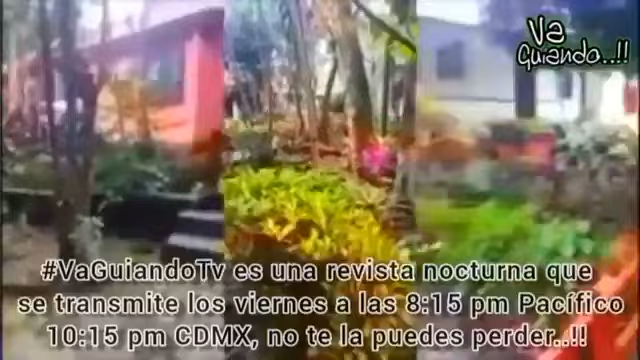 Va
Guiando..!!
#VaGuiandoTv es una revista nocturna que
se transmite los viernes a las 8:15 pm Pacífico
10:15 pm CDMX, no te la puedes perder..!!